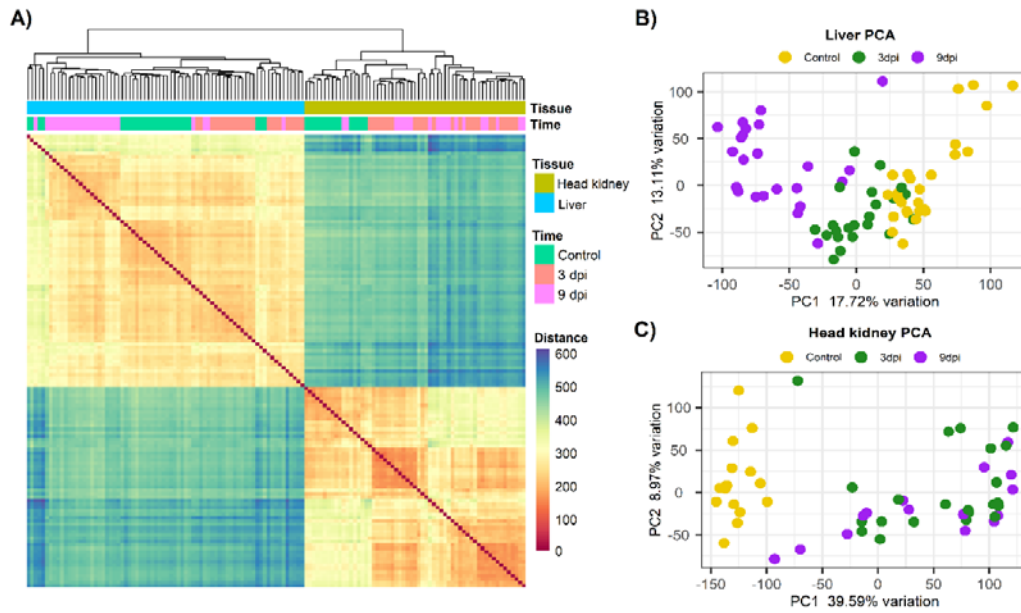 A)
Tissue
Time
Tissue
Head kidney
Liver
Time
Control
3 dpi
9 dpi
Distance
600
500
400
300
200
100
0
B)
Liver PCA
Control 3dpi 9dpi
PC2 13.11% variation
100
50
0
-50
-100 -50 0 50 100
PC1 17.72% variation
C)
Head kidney PCA
Control 3dpi 9dpi
PC2 8.97% variation
100
50
0
-50
-150 -100 -50 0 50 100
PC1 39.59% variation